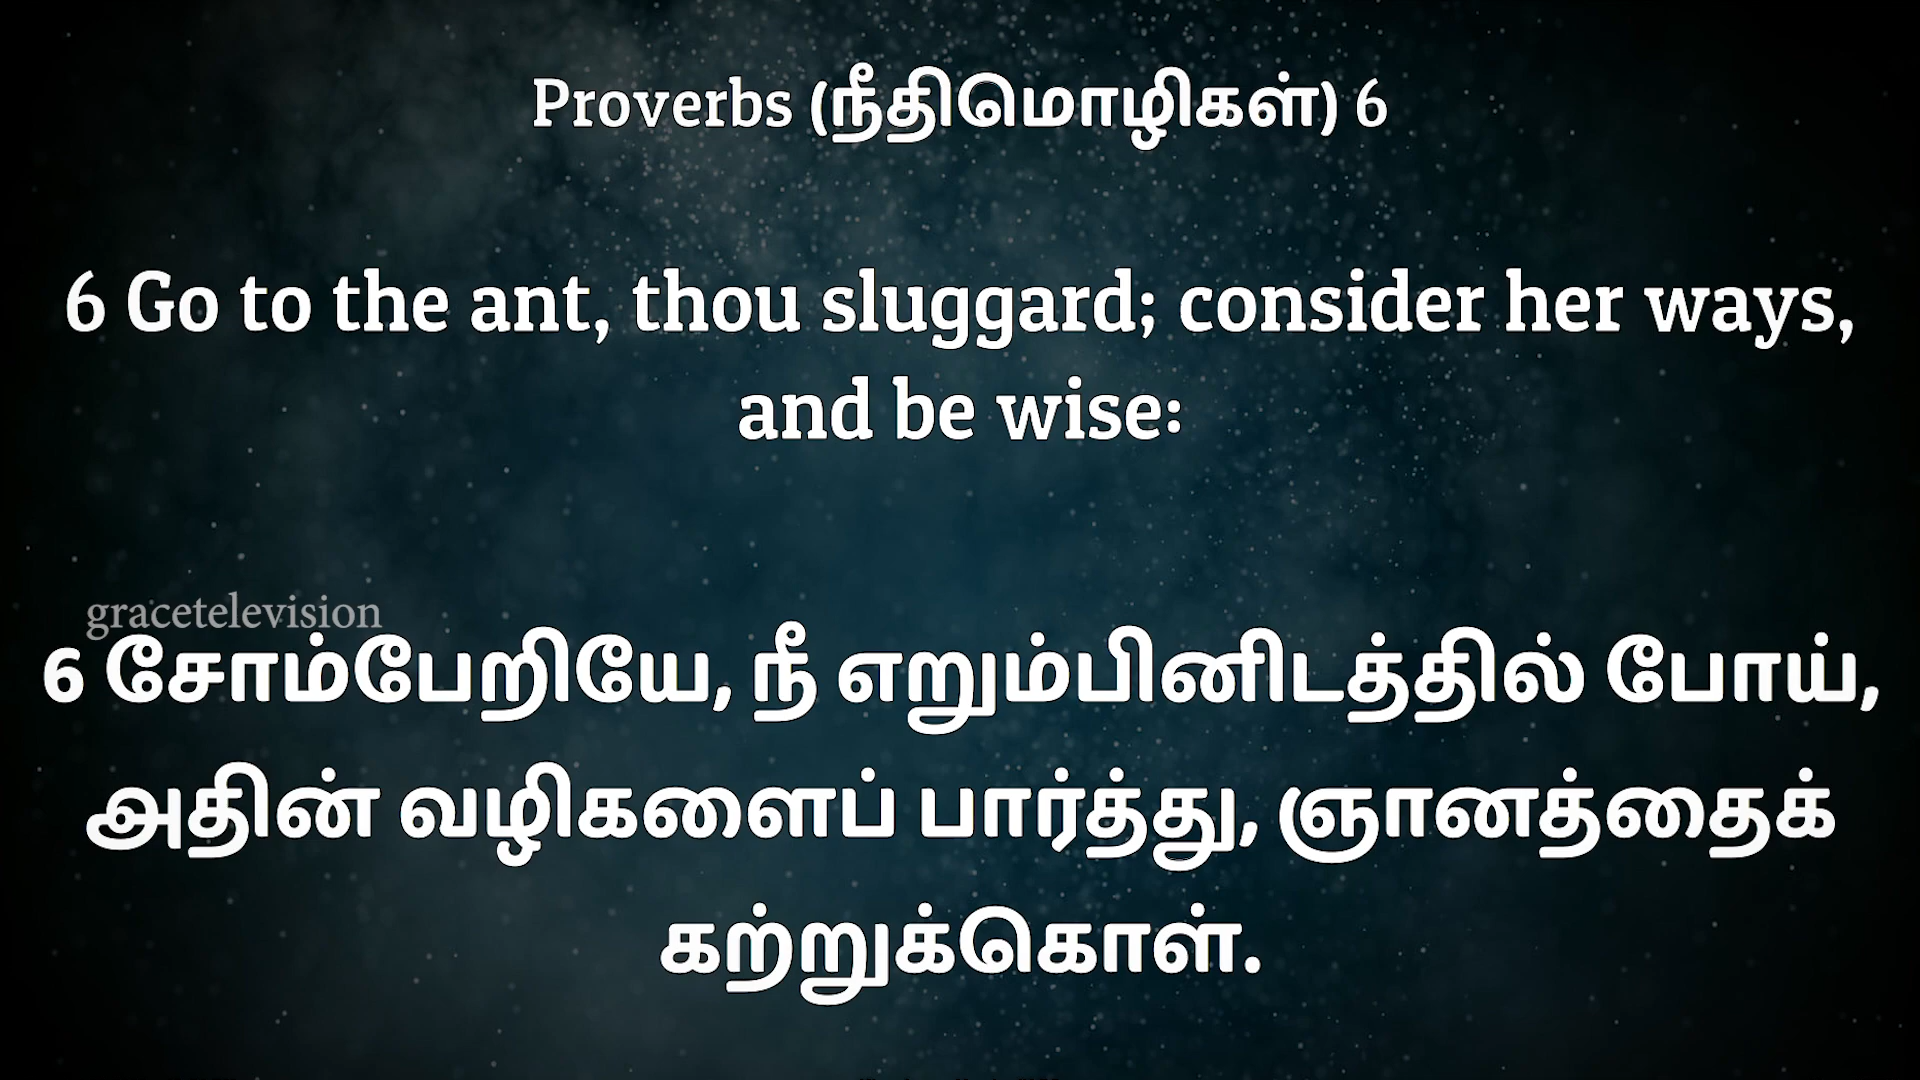 Proverbs (நீதிமொழிகள்) 6
6 Go to the ant, thou sluggard; consider her ways,
and be wise:
gracetelevision
6 சோம்பேறியே, நீ எறும்பினிடத்தில் போய்,
அதின் வழிகளைப் பார்த்து, ஞானத்தைக்
கற்றுக்கொள்.